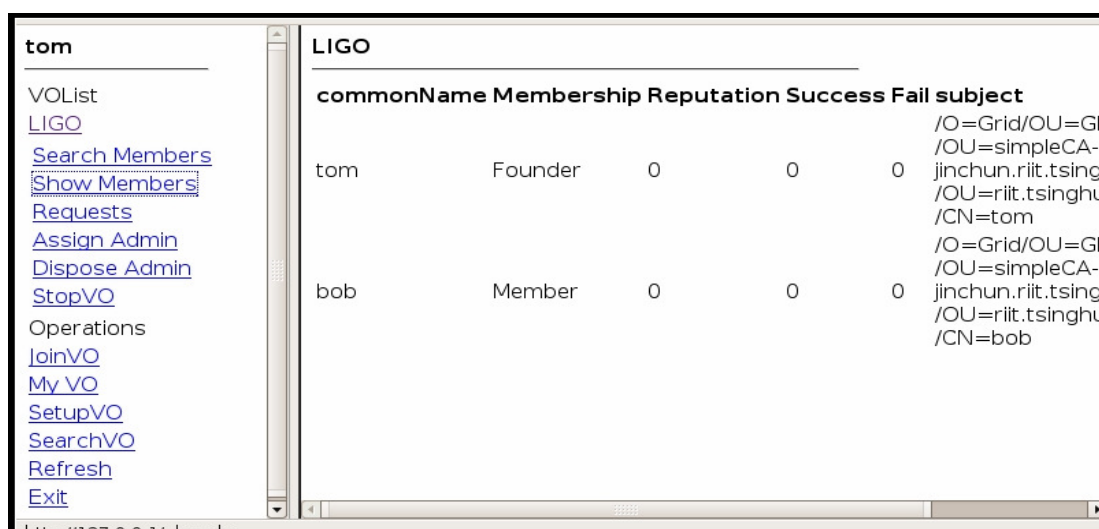 tom
VOList
LIGO
Search Members
Show Members
Requests
Assign Admin
Dispose Admin
StopVO
Operations
JoinVO
My VO
SetupVO
SearchVO
Refresh
Exit
LIGO
commonName Membership Reputation Success Fail subject
/O=Grid/OU=Gl
/OU=simpleCA-
tom Founder 0 0 0 jinchun.riit.tsing
/OU=riit.tsinghu
/CN=tom
/O=Grid/OU=Gl
/OU=simpleCA-
bob Member 0 0 0 jinchun.riit.tsing
/OU=riit.tsinghu
/CN=bob